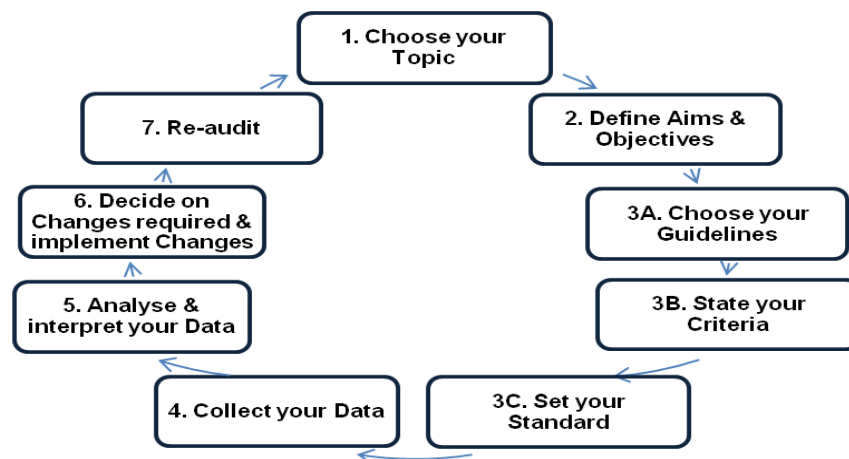 1. Choose your
Topic
2. Define Aims &
Objectives
3A. Choose your
Guidelines
3B. State your
Criteria
3C. Set your
Standard
4. Collect your Data
5. Analyse &
interpret your Data
6. Decide on
Changes required &
implement Changes
7. Re-audit